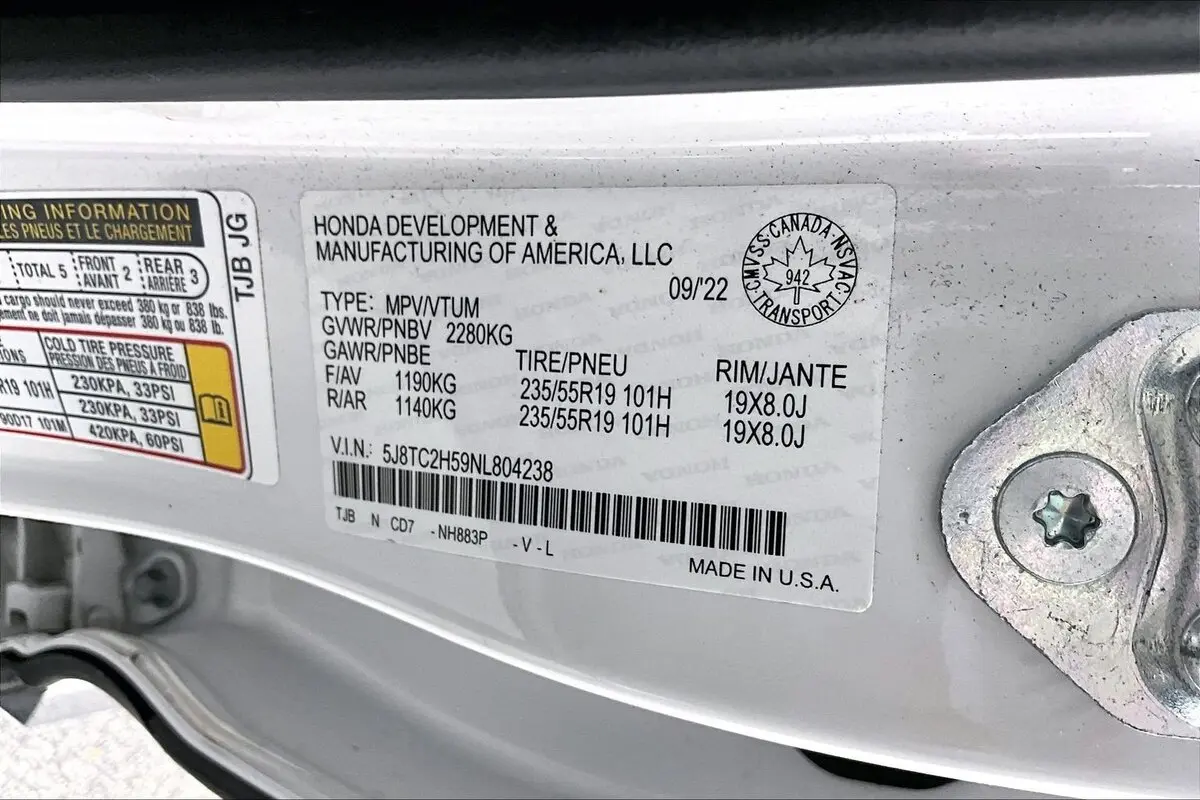 ING INFORMATION
LES PNEUS ET LE CHARGEMENT
TOTAL 5
FRONT
AVANT 2
REAR
ARRIÈRE 3
cargo should never exceed 380 kg or 838 lbs.
ement ne doit jamais dépasser 380 kg ou 838 lb.
IONS
COLD TIRE PRESSURE
PRESSION DES PNEUS À FROID
R19 101H 230KPA, 33PSI
230KPA, 33PSI
90D17 101M 420KPA, 60PSI
TJB JG
HONDA DEVELOPMENT &
MANUFACTURING OF AMERICA, LLC
09/'22
CMVSS·CANADA·NSVAC
942
·TRANSPORT·
TYPE: MPV/VTUM
GVWR/PNBV 2280KG
GAWR/PNBE TIRE/PNEU RIM/JANTE
F/AV 1190KG 235/55R19 101H 19X8.0J
R/AR 1140KG 235/55R19 101H 19X8.0J
V.I.N.: 5J8TC2H59NL804238
TJB N CD7 -NH883P -V-L
MADE IN U.S.A.